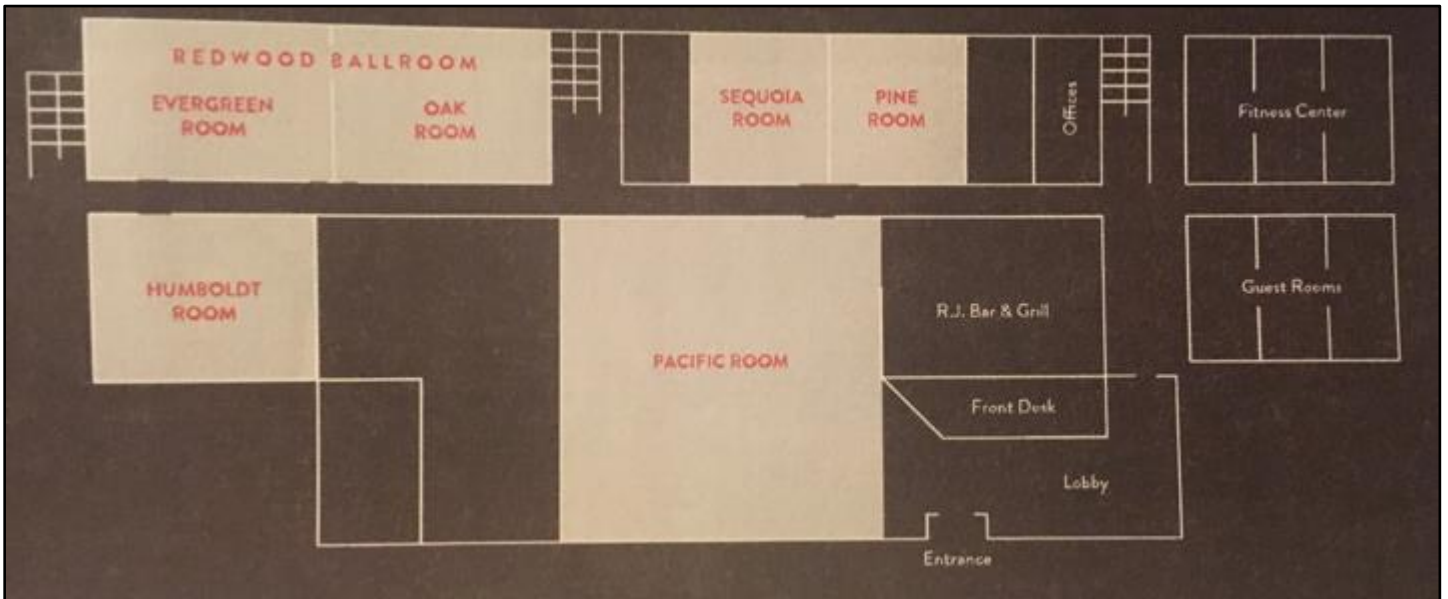 REDWOOD BALLROOM
EVERGREEN
ROOM
OAK
ROOM
SEQUOIA
ROOM
PINE
ROOM
Offices
Fitness Center
HUMBOLDT
ROOM
PACIFIC ROOM
R.J. Bar & Grill
Guest Rooms
Front Desk
Lobby
Entrance